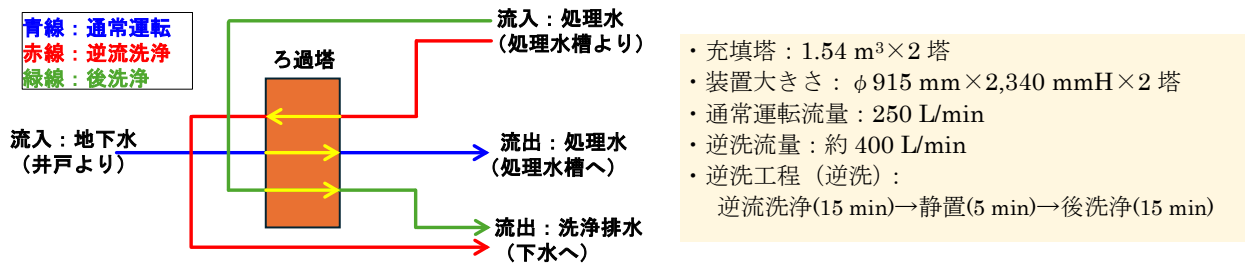 青線：通常運転
赤線：逆流洗浄
緑線：後洗浄
ろ過塔
流入：処理水
（処理水槽より）
流入：地下水
（井戸より）
流出：処理水
（処理水槽へ）
流出：洗浄排水
（下水へ）
・充填塔：1.54 m³×2 塔
・装置大きさ：φ915 mm×2,340 mmH×2 塔
・通常運転流量：250 L/min
・逆洗流量：約 400 L/min
・逆洗工程（逆洗）：
逆流洗浄(15 min)→静置(5 min)→後洗浄(15 min)